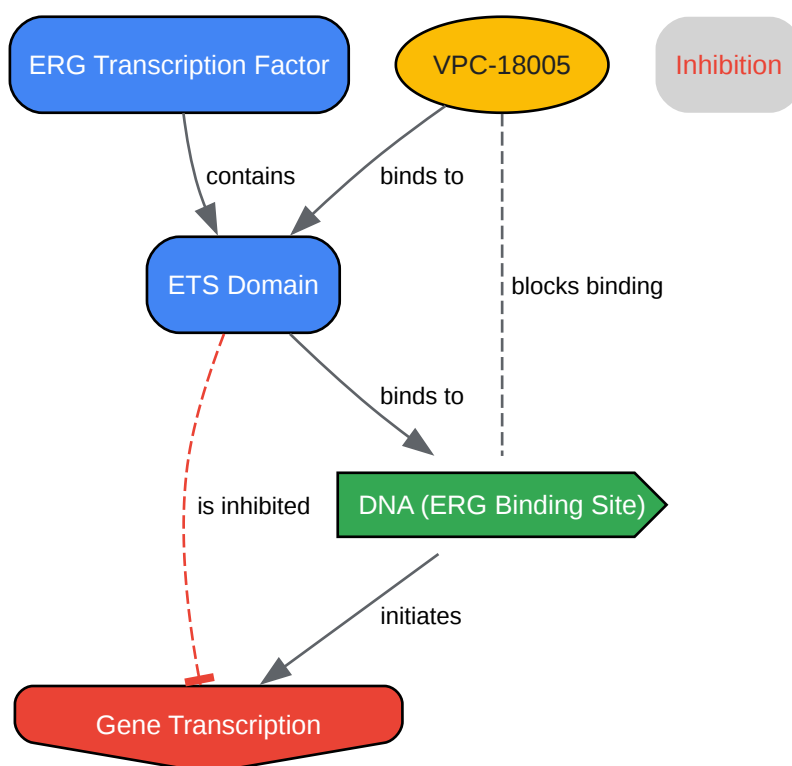 ERG Transcription Factor
VPC-18005
Inhibition
contains
binds to
ETS Domain
blocks binding
binds to
is inhibited
DNA (ERG Binding Site)
initiates
Gene Transcription